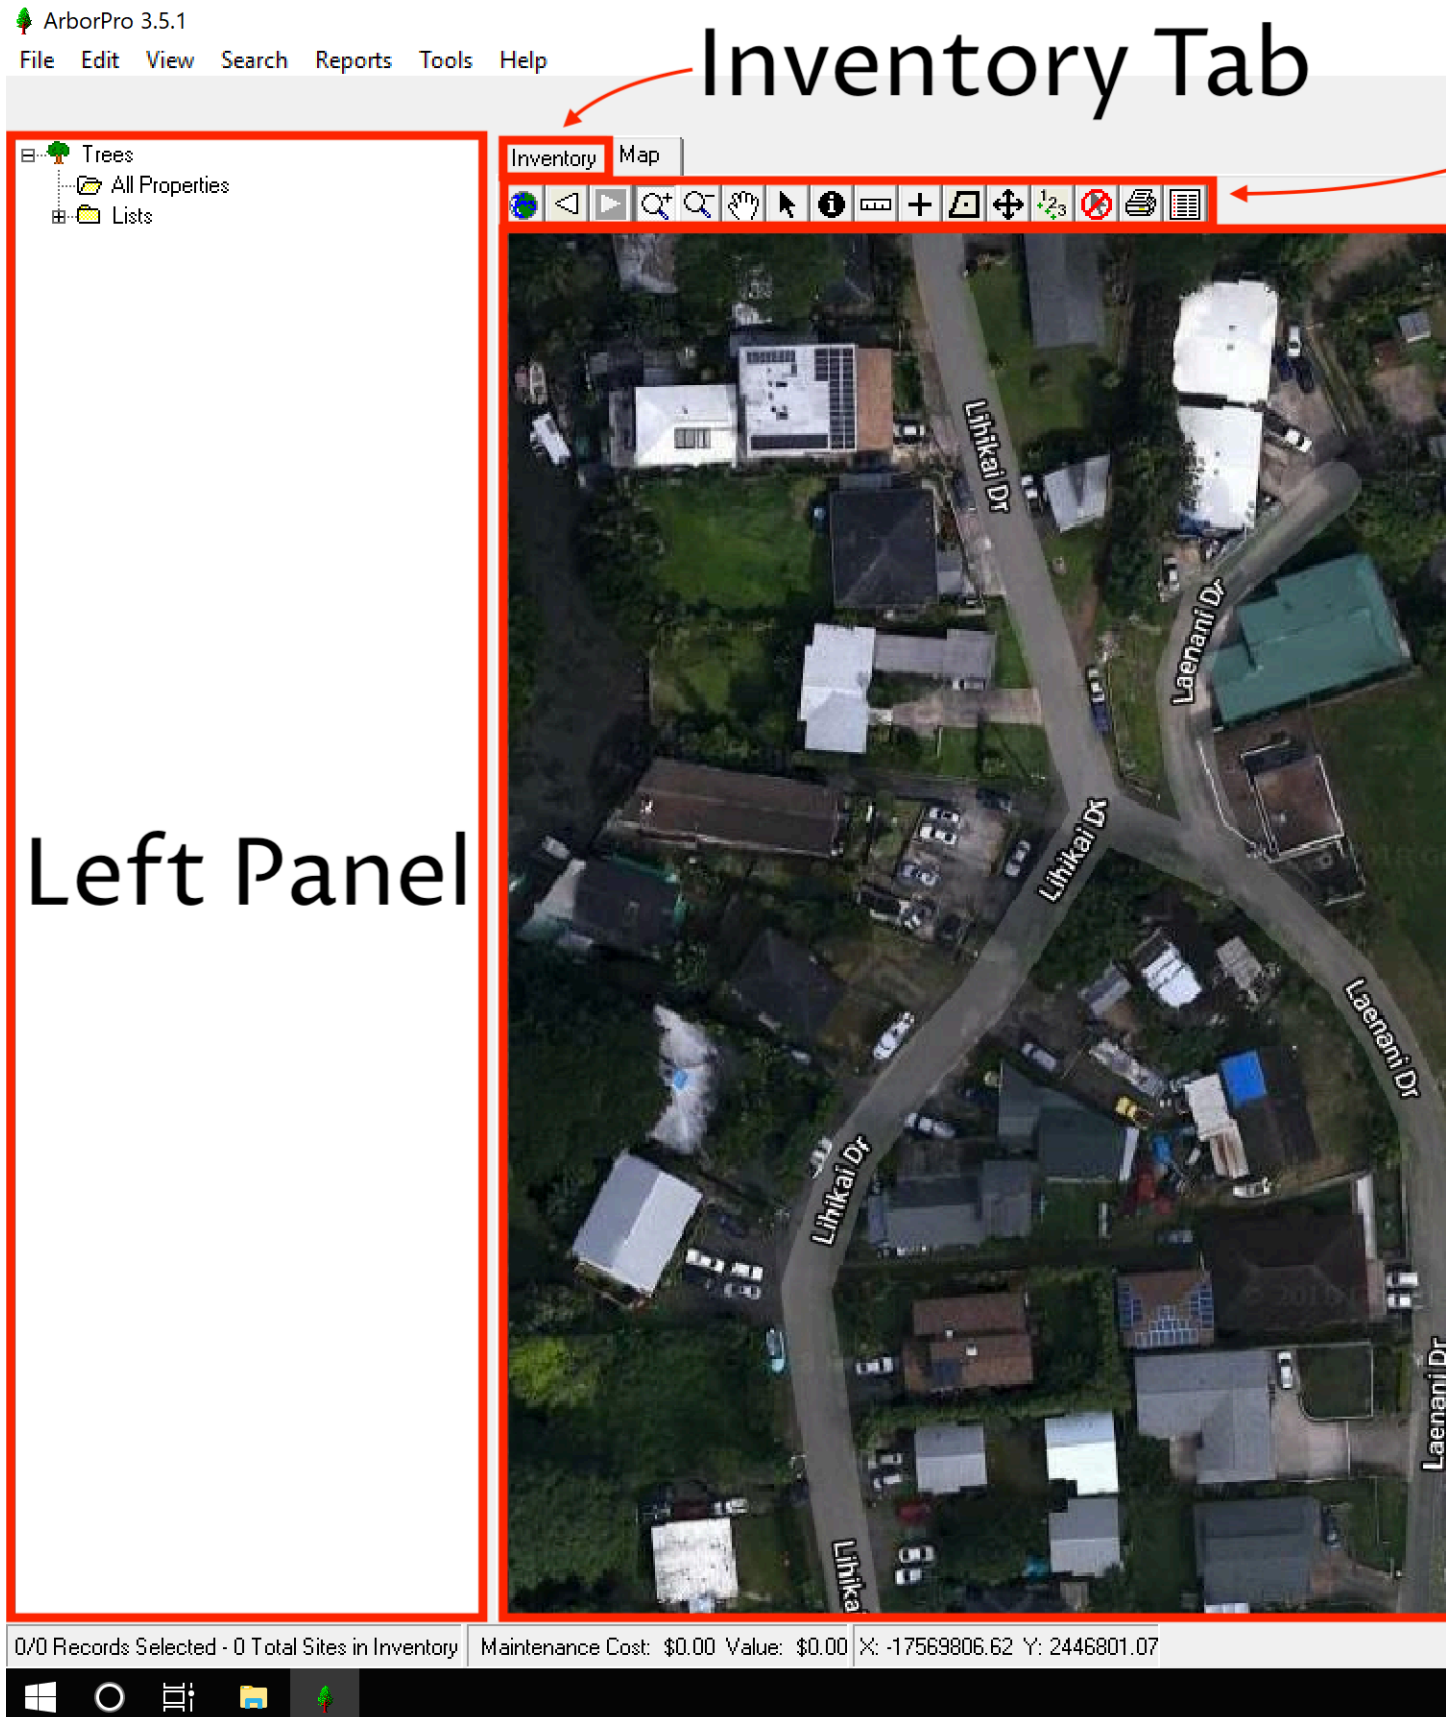 ArborPro 3.5.1
File Edit View Search Reports Tools Help
Inventory Tab
Trees
All Properties
Lists
Inventory Map
Left Panel
Lihikai Dr
Laenani Dr
Lihikai Dr
Laenani Dr
Lihikai Dr
Laenani Dr
Lihika
0/0 Records Selected - 0 Total Sites in Inventory
Maintenance Cost: $0.00 Value: $0.00
X: -17569806.62 Y: 2446801.07